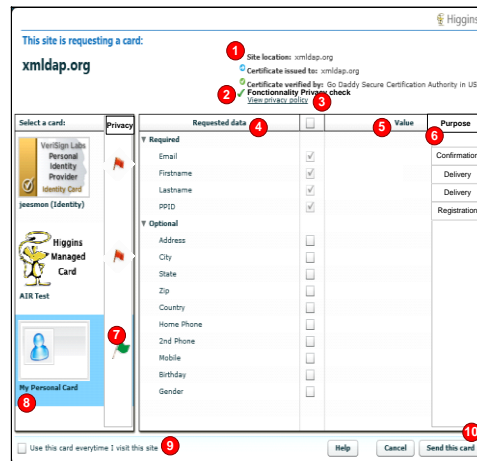 Higgins
This site is requesting a card:
xmldap.org
1 Site location: xmldap.org
Certificate issued to: xmldap.org
Certificate verified by: Go Daddy Secure Certification Authority in US
2 Fonctionnality Privacy check
View privacy policy 3
Select a card: Privacy Requested data 4 5 Value Purpose
6
Required
Email Confirmation
Firstname Delivery
Lastname Delivery
PPID Registration
Optional
Address
City
State
Zip
Country
Home Phone
2nd Phone
Mobile
Birthday
Gender
VeriSign Labs
Personal
Identity
Provider
Identity Card
jeesmon (Identity)
Higgins
Managed
Card
AIR Test
7
My Personal Card
8
Use this card everytime I visit this site 9
Help Cancel Send this card
10